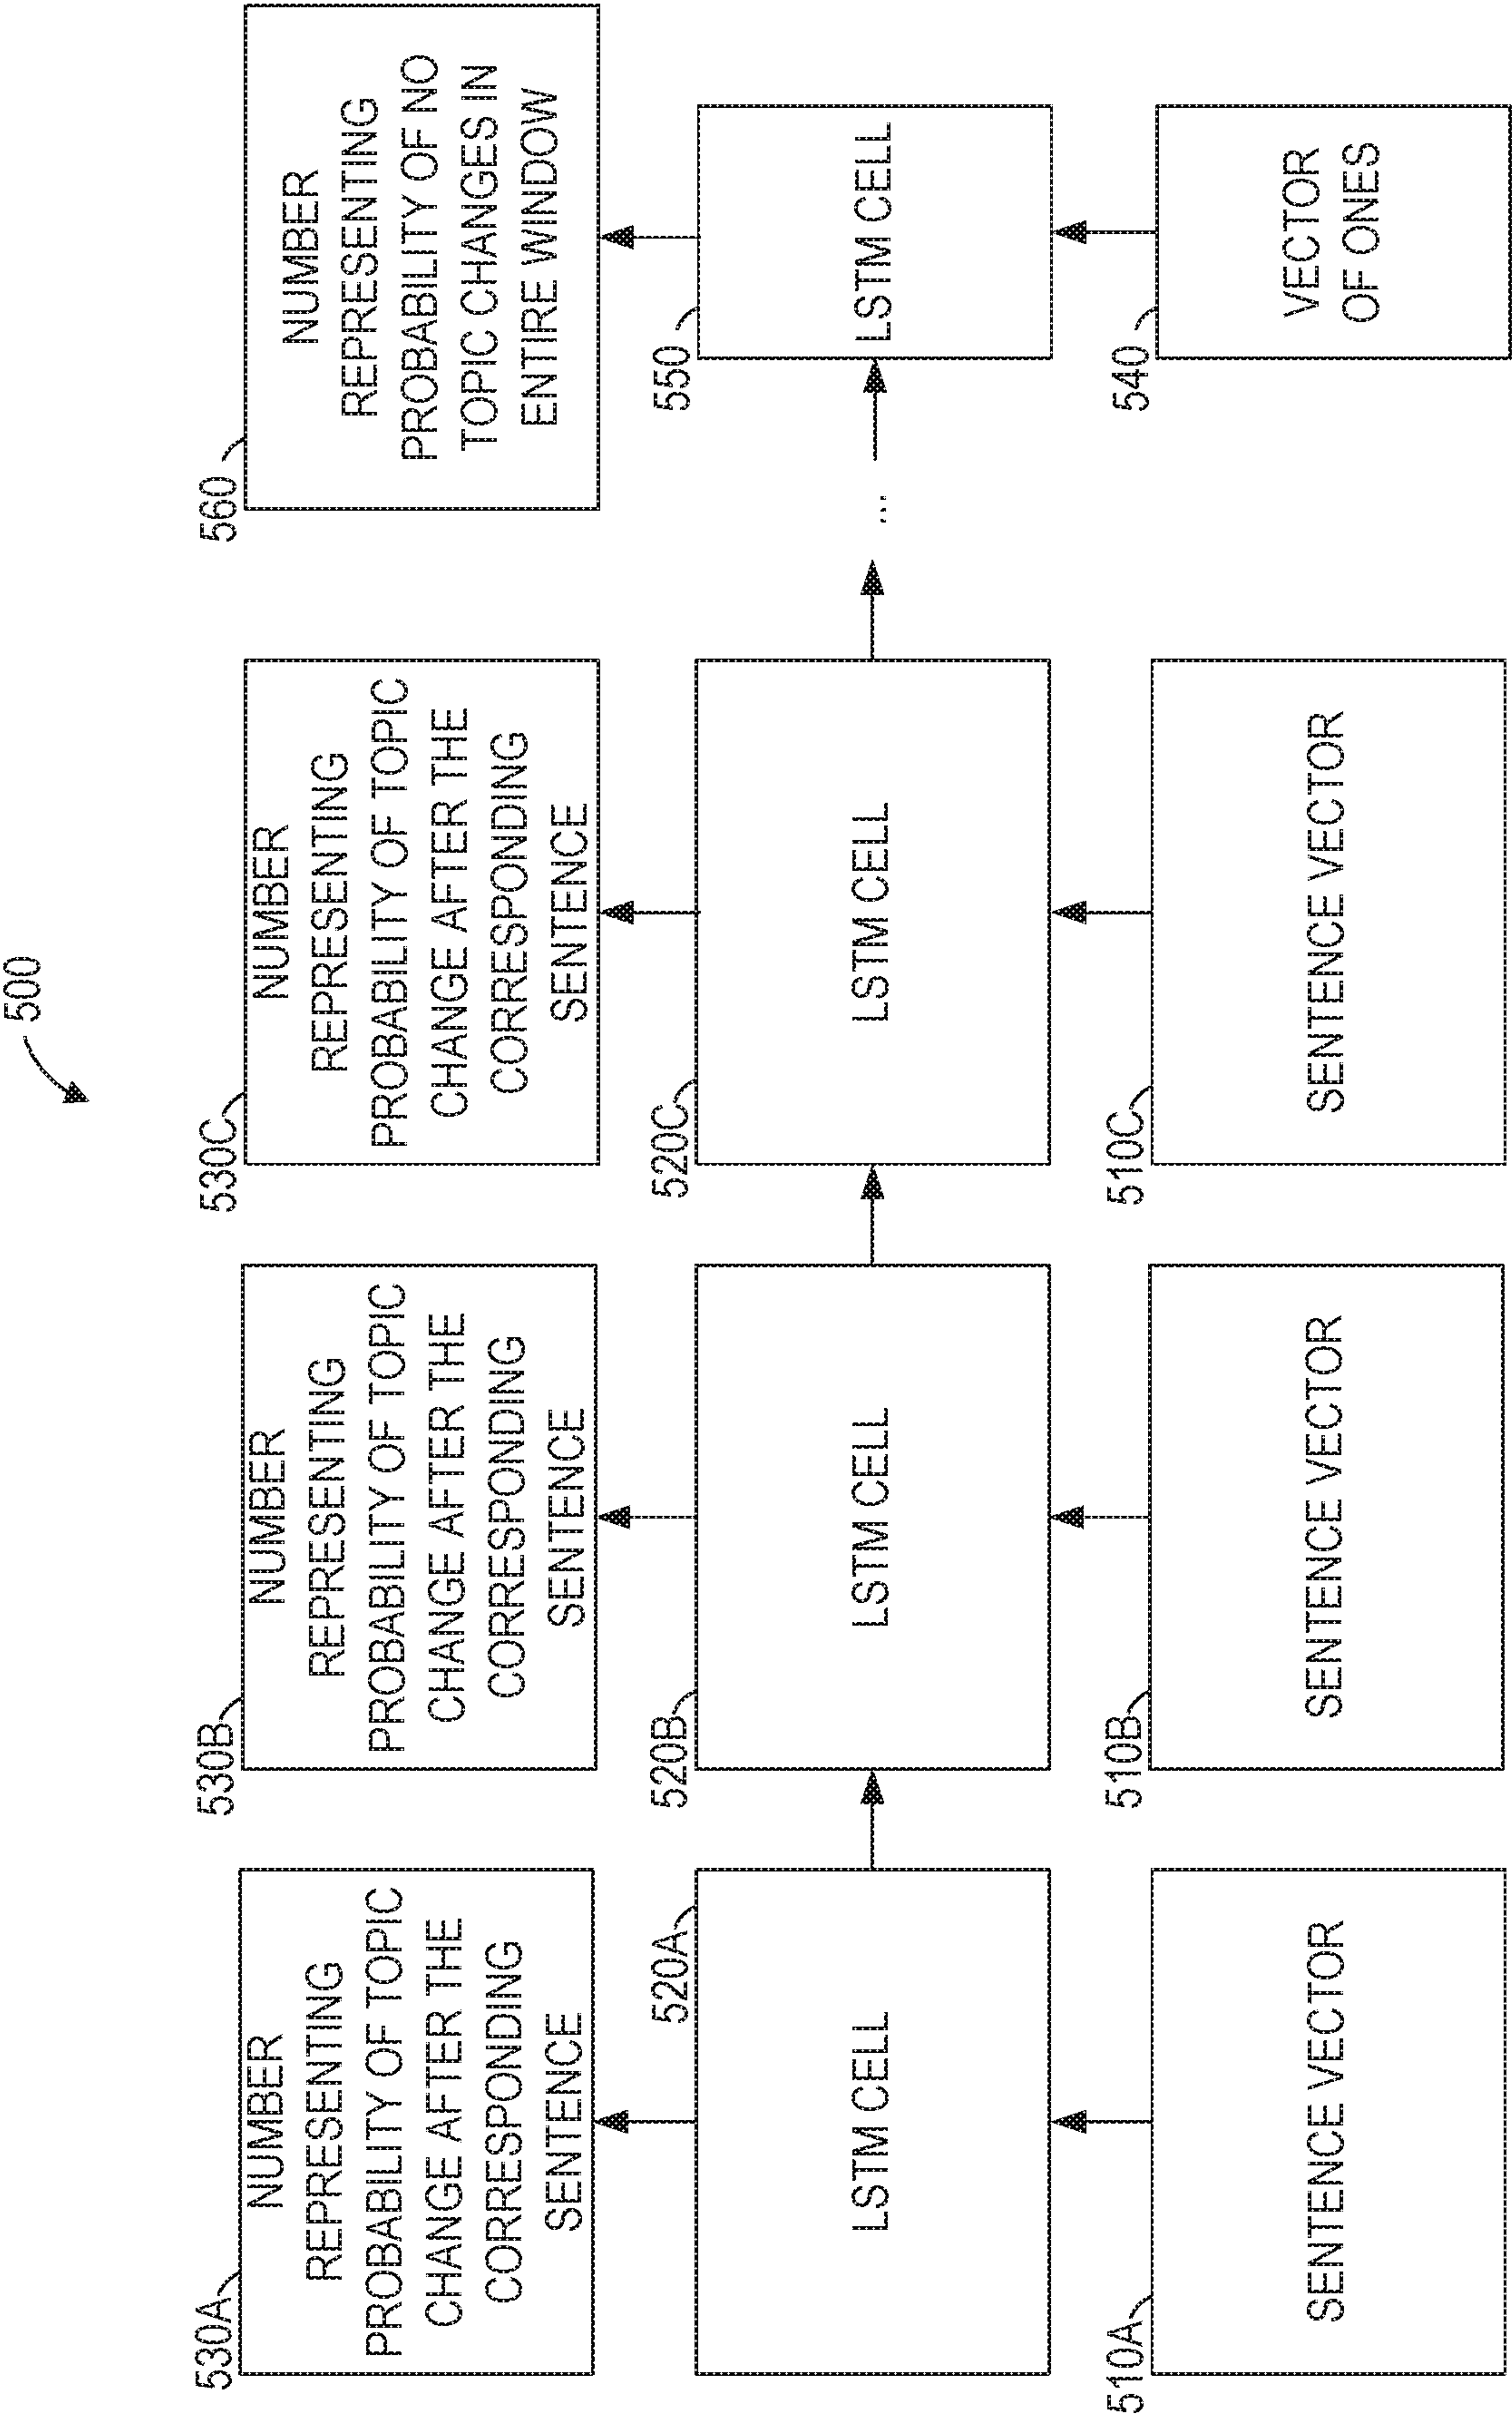 500
530A
NUMBER
REPRESENTING
PROBABILITY OF TOPIC
CHANGE AFTER THE
CORRESPONDING
SENTENCE
530B
NUMBER
REPRESENTING
PROBABILITY OF TOPIC
CHANGE AFTER THE
CORRESPONDING
SENTENCE
530C
NUMBER
REPRESENTING
PROBABILITY OF TOPIC
CHANGE AFTER THE
CORRESPONDING
SENTENCE
560
NUMBER
REPRESENTING
PROBABILITY OF NO
TOPIC CHANGES IN
ENTIRE WINDOW
520A
LSTM CELL
520B
LSTM CELL
520C
LSTM CELL
...
550
LSTM CELL
510A
SENTENCE VECTOR
510B
SENTENCE VECTOR
510C
SENTENCE VECTOR
540
VECTOR
OF ONES